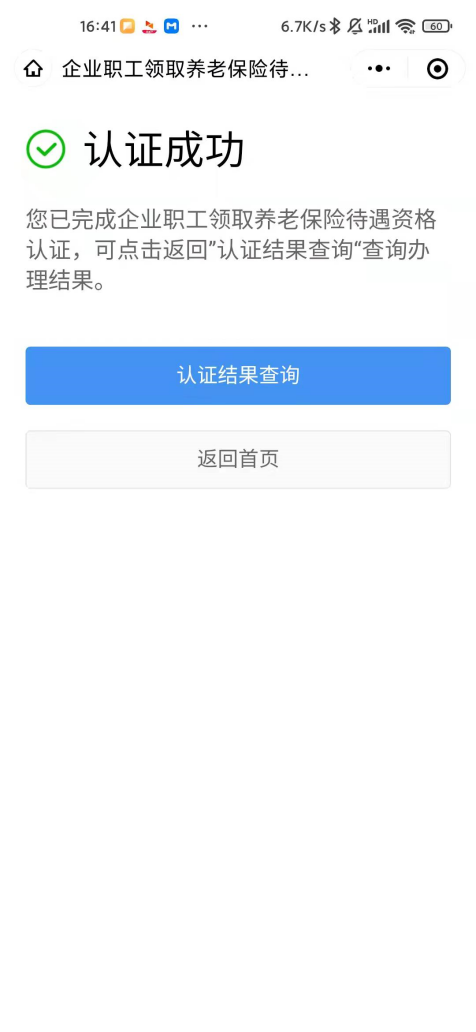 16:41 ··· 6.7K/s HD 60
企业职工领取养老保险待...
认证成功
您已完成企业职工领取养老保险待遇资格
认证，可点击返回”认证结果查询“查询办
理结果。
认证结果查询
返回首页